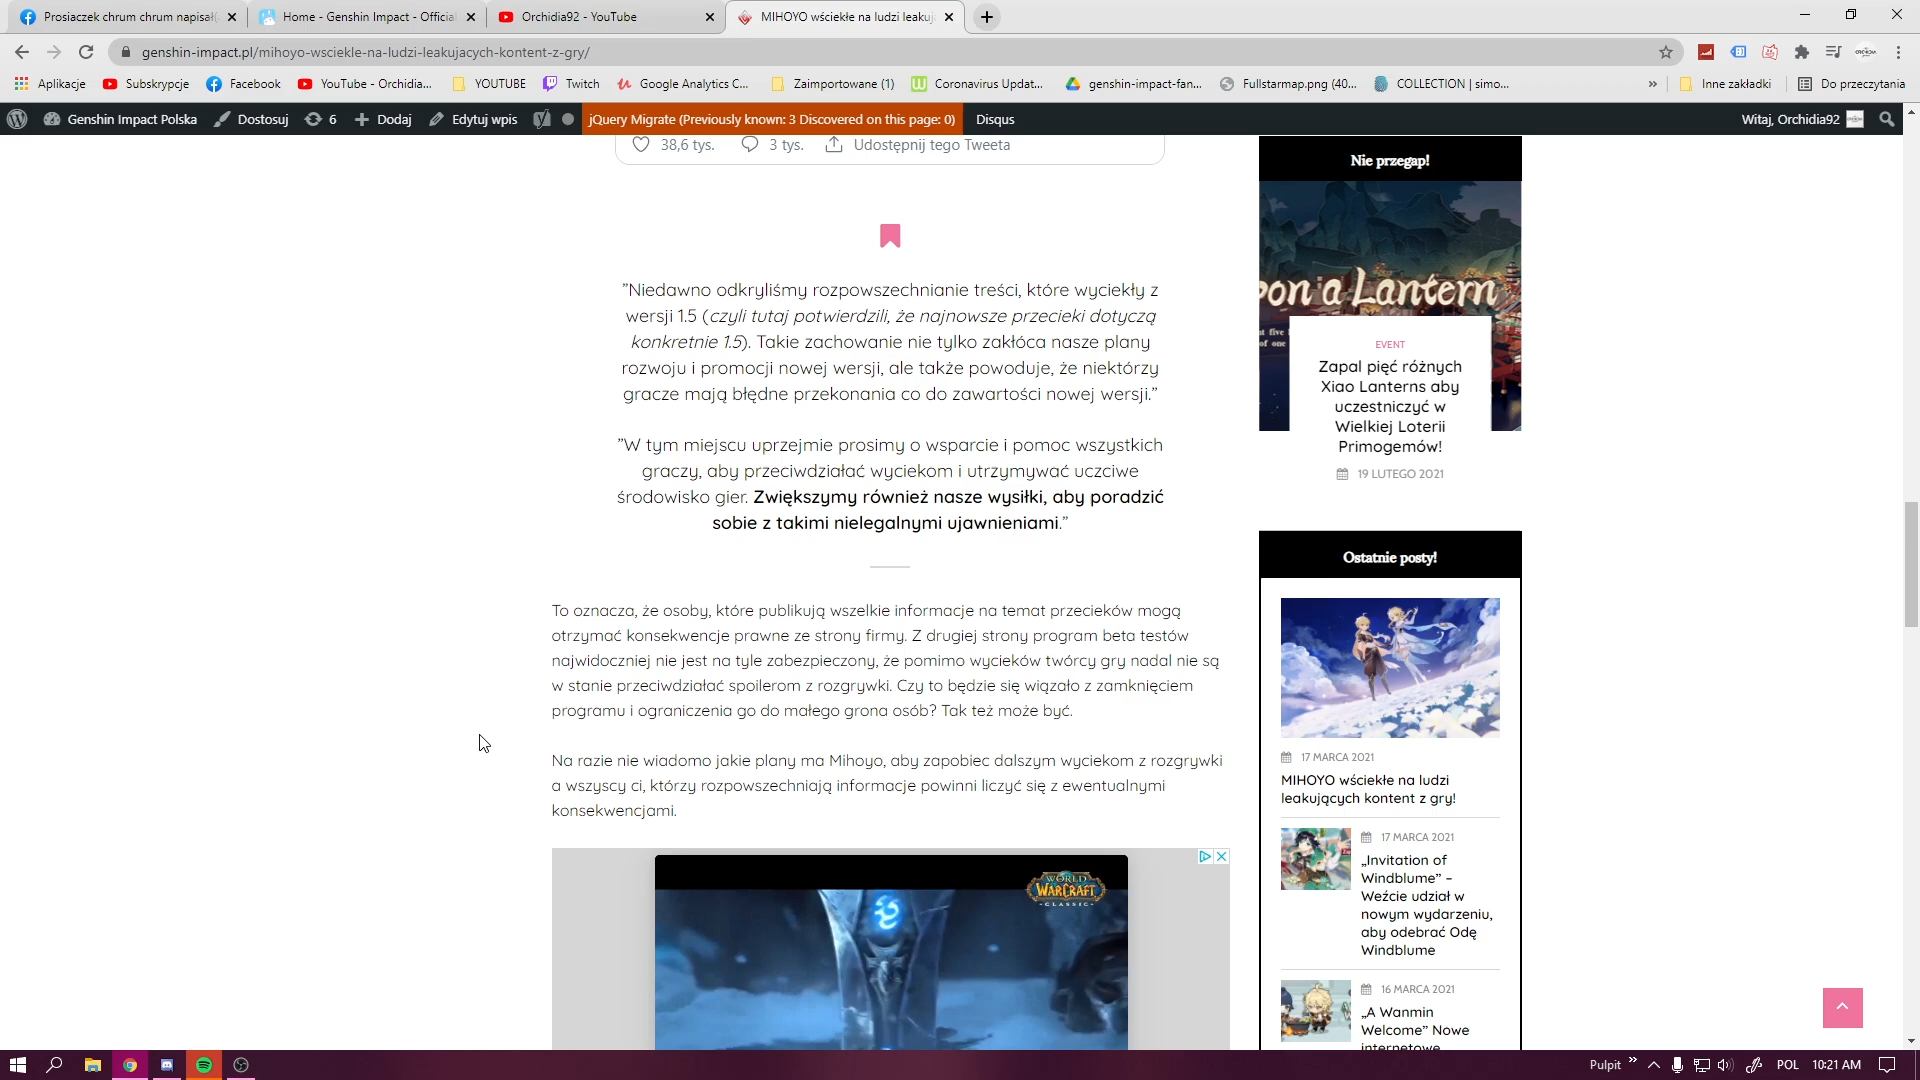 Prosiaczek chrum chrum napisał(
Home - Genshin Impact - Official
Orchidia92 - YouTube
MIHOYO wściekłe na ludzi leakuj
genshin-impact.pl/mihoyo-wsciekle-na-ludzi-leakujacych-kontent-z-gry/
Aplikacje
Subskrypcje
Facebook
YouTube - Orchidia...
YOUTUBE
Twitch
Google Analytics C...
Zaimportowane (1)
Coronavirus Updat...
genshin-impact-fan...
Fullstarmap.png (40...
COLLECTION | simo...
»
Inne zakładki
Do przeczytania
Genshin Impact Polska
Dostosuj
6
Dodaj
Edytuj wpis
jQuery Migrate (Previously known: 3 Discovered on this page: 0)
Disqus
Witaj, Orchidia92
38,6 tys.
3 tys.
Udostępnij tego Tweeta
”Niedawno odkryliśmy rozpowszechnianie treści, które wyciekły z
wersji 1.5 (czyli tutaj potwierdzili, że najnowsze przecieki dotyczą
konkretnie 1.5). Takie zachowanie nie tylko zakłóca nasze plany
rozwoju i promocji nowej wersji, ale także powoduje, że niektórzy
gracze mają błędne przekonania co do zawartości nowej wersji.”
”W tym miejscu uprzejmie prosimy o wsparcie i pomoc wszystkich
graczy, aby przeciwdziałać wyciekom i utrzymywać uczciwe
środowisko gier. Zwiększymy również nasze wysiłki, aby poradzić
sobie z takimi nielegalnymi ujawnieniami.”
To oznacza, że osoby, które publikują wszelkie informacje na temat przecieków mogą
otrzymać konsekwencje prawne ze strony firmy. Z drugiej strony program beta testów
najwidoczniej nie jest na tyle zabezpieczony, że pomimo wycieków twórcy gry nadal nie są
w stanie przeciwdziałać spoilerom z rozgrywki. Czy to będzie się wiązało z zamknięciem
programu i ograniczenia go do małego grona osób? Tak też może być.
Na razie nie wiadomo jakie plany ma Mihoyo, aby zapobiec dalszym wyciekom z rozgrywki
a wszyscy ci, którzy rozpowszechniają informacje powinni liczyć się z ewentualnymi
konsekwencjami.
WORLD
WARCRAFT
CLASSIC
Nie przegap!
pon a Lantern
st five
of one
EVENT
Zapal pięć różnych
Xiao Lanterns aby
uczestniczyć w
Wielkiej Loterii
Primogemów!
19 LUTEGO 2021
Ostatnie posty!
17 MARCA 2021
MIHOYO wściekłe na ludzi
leakujących kontent z gry!
17 MARCA 2021
„Invitation of
Windblume” –
Weźcie udział w
nowym wydarzeniu,
aby odebrać Odę
Windblume
16 MARCA 2021
„A Wanmin
Welcome” Nowe
internetowe
Pulpit
»
POL
10:21 AM